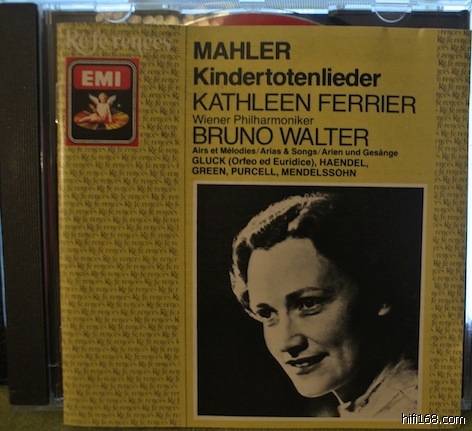 Références
EMI
MAHLER
Kindertotenlieder
KATHLEEN FERRIER
Wiener Philharmoniker
BRUNO WALTER
Airs et Mélodies/Arias & Songs/Arien und Gesänge
GLUCK (Orfeo ed Euridice), HAENDEL,
GREEN, PURCELL, MENDELSSOHN
hifi168.com